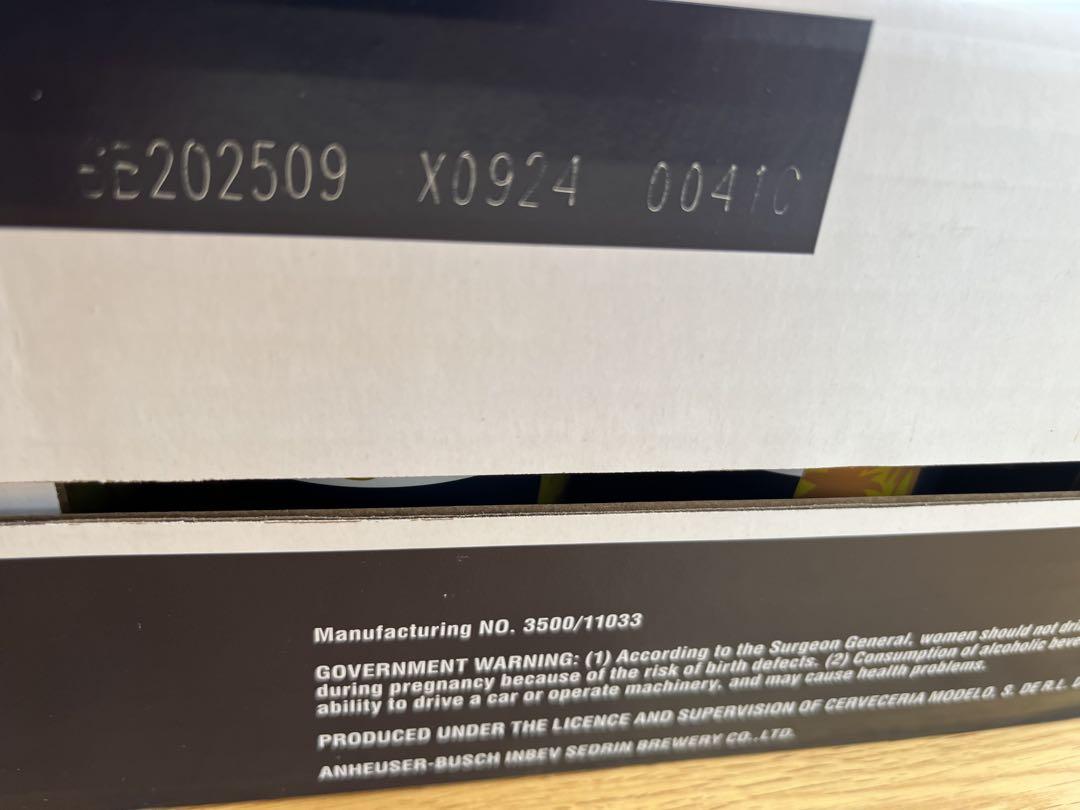 BE202509 X0924 0041C
Manufacturing NO. 3500/11033
GOVERNMENT WARNING: (1) According to the Surgeon General, women should not
during pregnancy because of the risk of birth defects. (2) Consumption of alcoholic
ability to drive a car or operate machinery, and may cause health problems.
PRODUCED UNDER THE LICENCE AND SUPERVISION OF CERVECERIA MODELO, S. DE R.L.
ANHEUSER-BUSCH INBEV SEDRIN BREWERY CO., LTD.